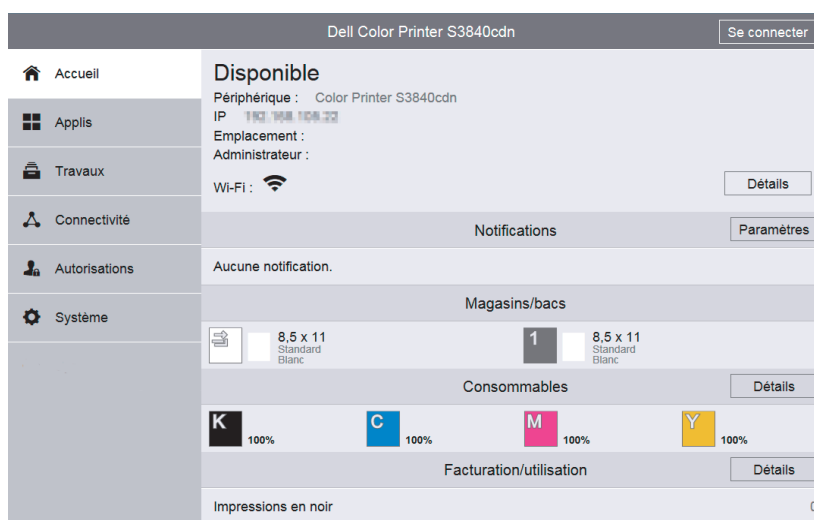 Dell Color Printer S3840cdn
Se connecter
Accueil
Applis
Travaux
Connectivité
Autorisations
Système
Disponible
Périphérique : Color Printer S3840cdn
IP
Emplacement :
Administrateur :
Wi-Fi :
Détails
Notifications
Paramètres
Aucune notification.
Magasins/bacs
8,5 x 11
Standard
Blanc
1
8,5 x 11
Standard
Blanc
Consommables
Détails
K 100%
C 100%
M 100%
Y 100%
Facturation/utilisation
Détails
Impressions en noir